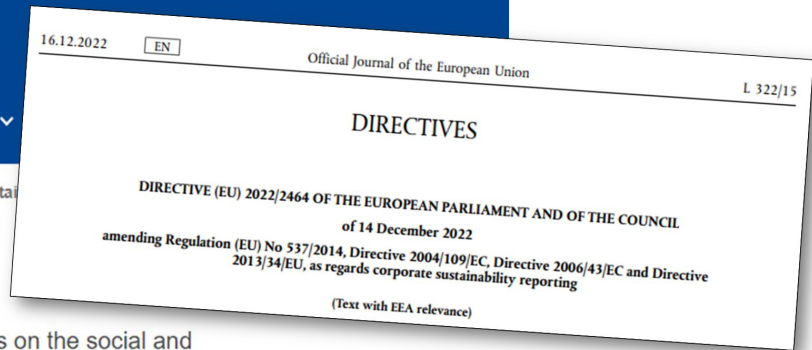 16.12.2022 EN Official Journal of the European Union L 322/15
DIRECTIVES
DIRECTIVE (EU) 2022/2464 OF THE EUROPEAN PARLIAMENT AND OF THE COUNCIL
of 14 December 2022
amending Regulation (EU) No 537/2014, Directive 2004/109/EC, Directive 2006/43/EC and Directive
2013/34/EU, as regards corporate sustainability reporting
(Text with EEA relevance)
on the social and